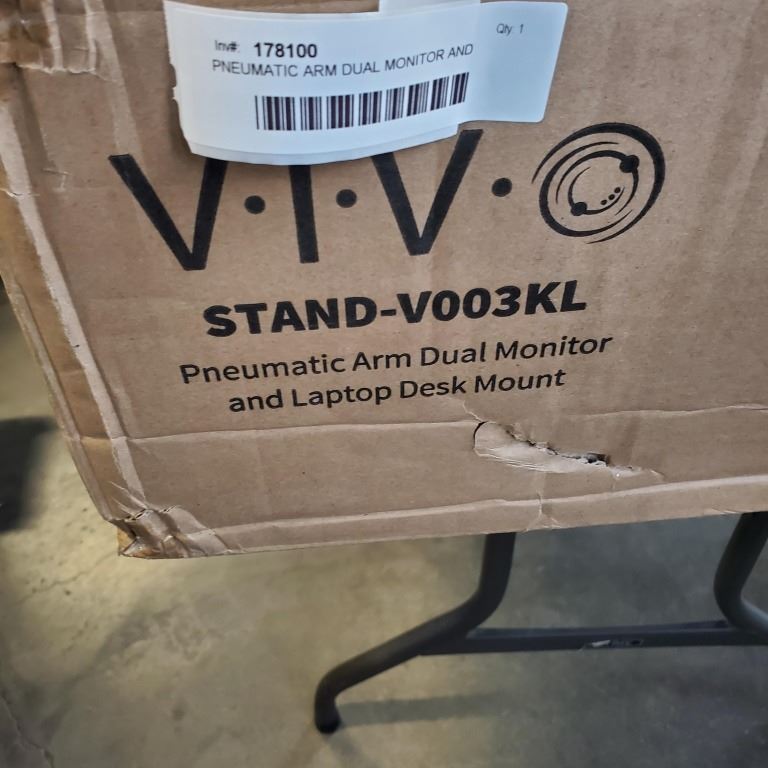 Inv#: 178100
Qty: 1
PNEUMATIC ARM DUAL MONITOR AND
V·I·V·O
STAND-V003KL
Pneumatic Arm Dual Monitor
and Laptop Desk Mount